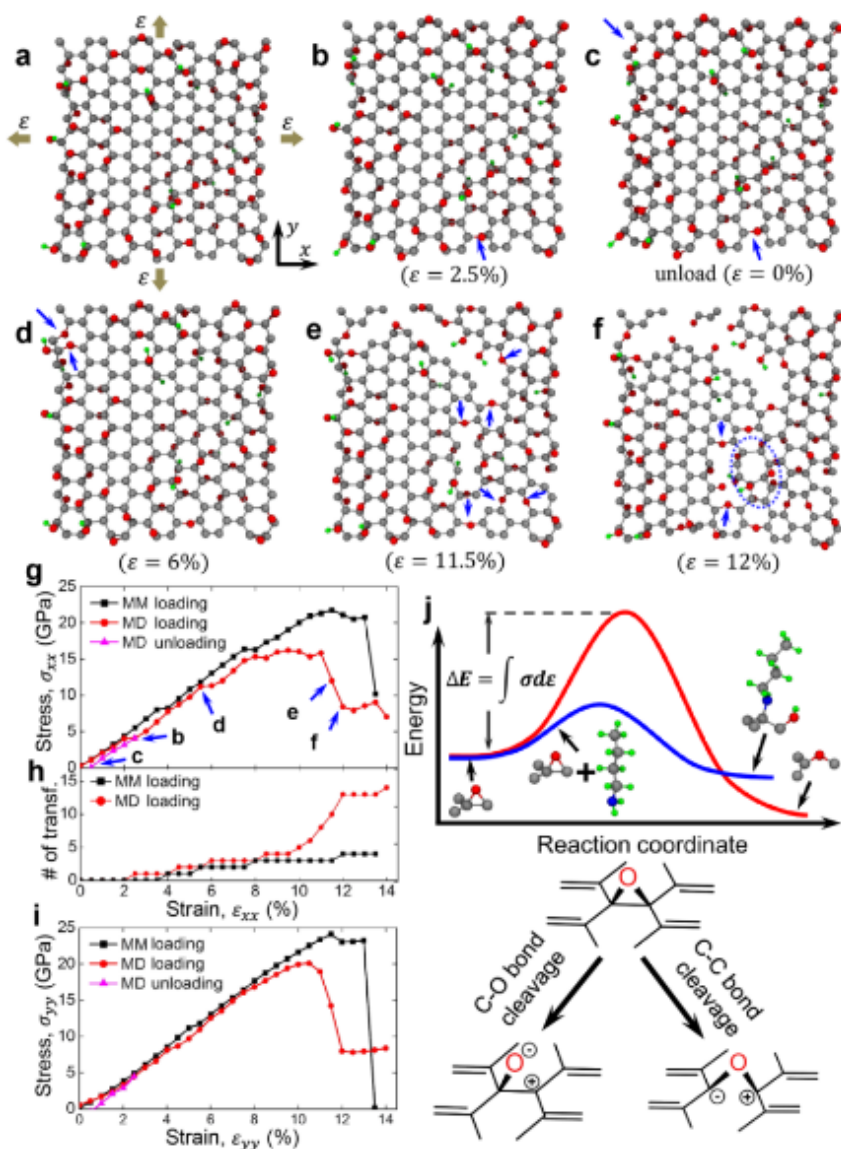 ε
a
b
c
ε
ε
y
x
ε
(ε = 2.5%)
unload (ε = 0%)
d
e
f
(ε = 6%)
(ε = 11.5%)
(ε = 12%)
g
25
20
15
10
5
0
Stress, σxx (GPa)
MM loading
MD loading
MD unloading
b
c
d
e
f
h
10
5
0
# of transf.
MM loading
MD loading
0 2 4 6 8 10 12 14
Strain, εxx (%)
i
25
20
15
10
5
0
Stress, σyy (GPa)
MM loading
MD loading
MD unloading
0 2 4 6 8 10 12 14
Strain, εyy (%)
j
ΔE = ∫ σdε
Energy
+
Reaction coordinate
O
C-O bond
cleavage
C-C bond
cleavage
O
-
+
O
-
+